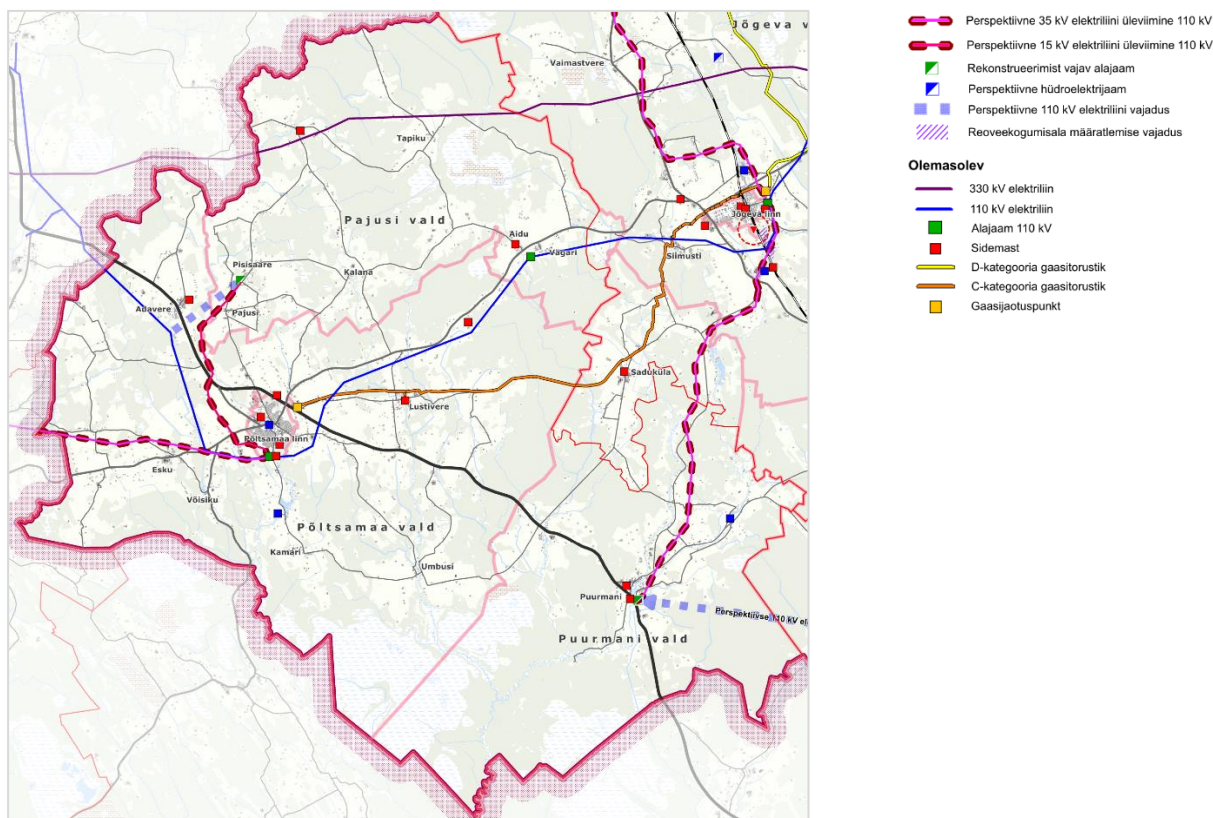 Jõgeva v
Vaimastvere
Tapiku
Pajusi vald
Jõgeva linn
Aidu
Vägari
Siimusti
Pisisaare
Kalana
Pajusi
Adavere
Sadukula
Lustivere
Põltsamaa linn
Esku
Võisiku
Põltsamaa vald
Kamari
Umbusi
Puurmani
Perspektiivse 110 kV ele
Puurmani vald
Perspektiivne 35 kV elektriliini üleviimine 110 kV
Perspektiivne 15 kV elektriliini üleviimine 110 kV
Rekonstrueerimist vajav alajaam
Perspektiivne hüdroelektrijaam
Perspektiivne 110 kV elektriliini vajadus
Reoveekogumisala määratlemise vajadus
Olemasolev
330 kV elektriliin
110 kV elektriliin
Alajaam 110 kV
Sidemast
D-kategooria gaasitorustik
C-kategooria gaasitorustik
Gaasijaotuspunkt